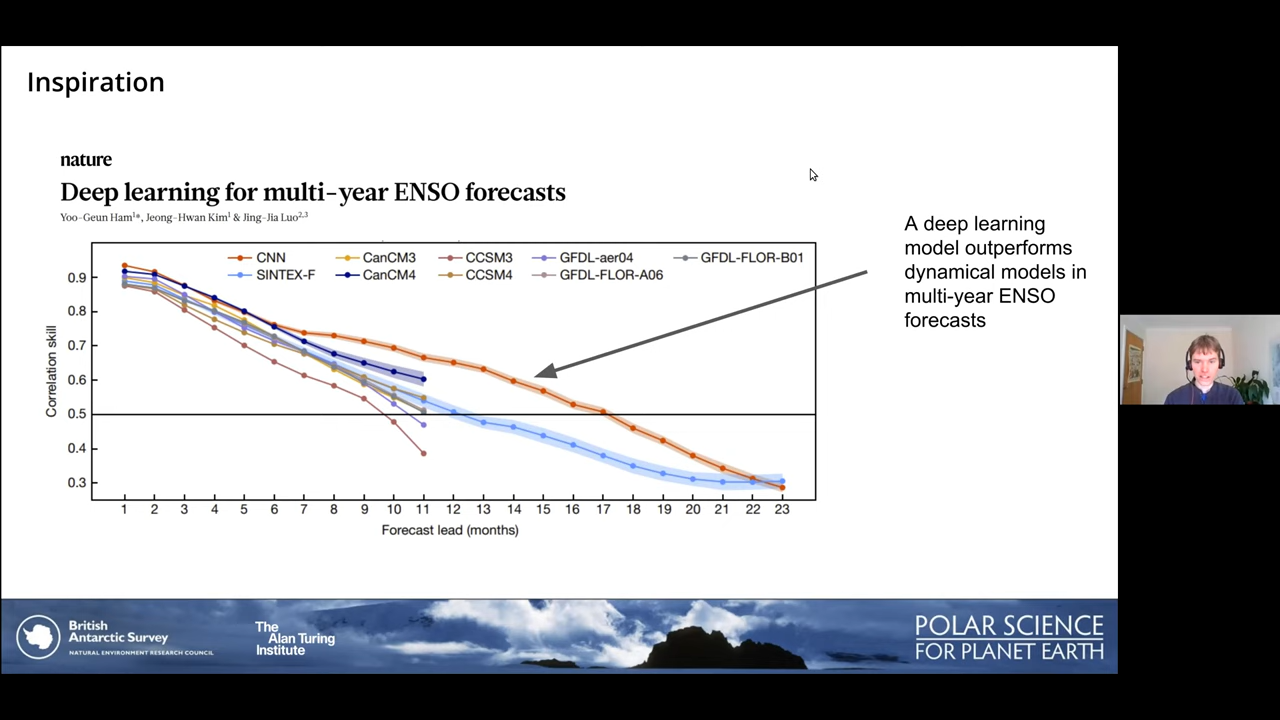 Inspiration
nature
Deep learning for multi-year ENSO forecasts
Yoo-Geun Ham1*, Jeong-Hwan Kim1 & Jing-Jia Luo2,3
CNN
CanCM3
CCSM3
GFDL-aer04
GFDL-FLOR-B01
SINTEX-F
CanCM4
CCSM4
GFDL-FLOR-A06
0.9
0.8
0.7
0.6
0.5
0.4
0.3
Correlation skill
1 2 3 4 5 6 7 8 9 10 11 12 13 14 15 16 17 18 19 20 21 22 23
Forecast lead (months)
A deep learning
model outperforms
dynamical models in
multi-year ENSO
forecasts
British
Antarctic Survey
NATURAL ENVIRONMENT RESEARCH COUNCIL
The
Alan Turing
Institute
POLAR SCIENCE
FOR PLANET EARTH